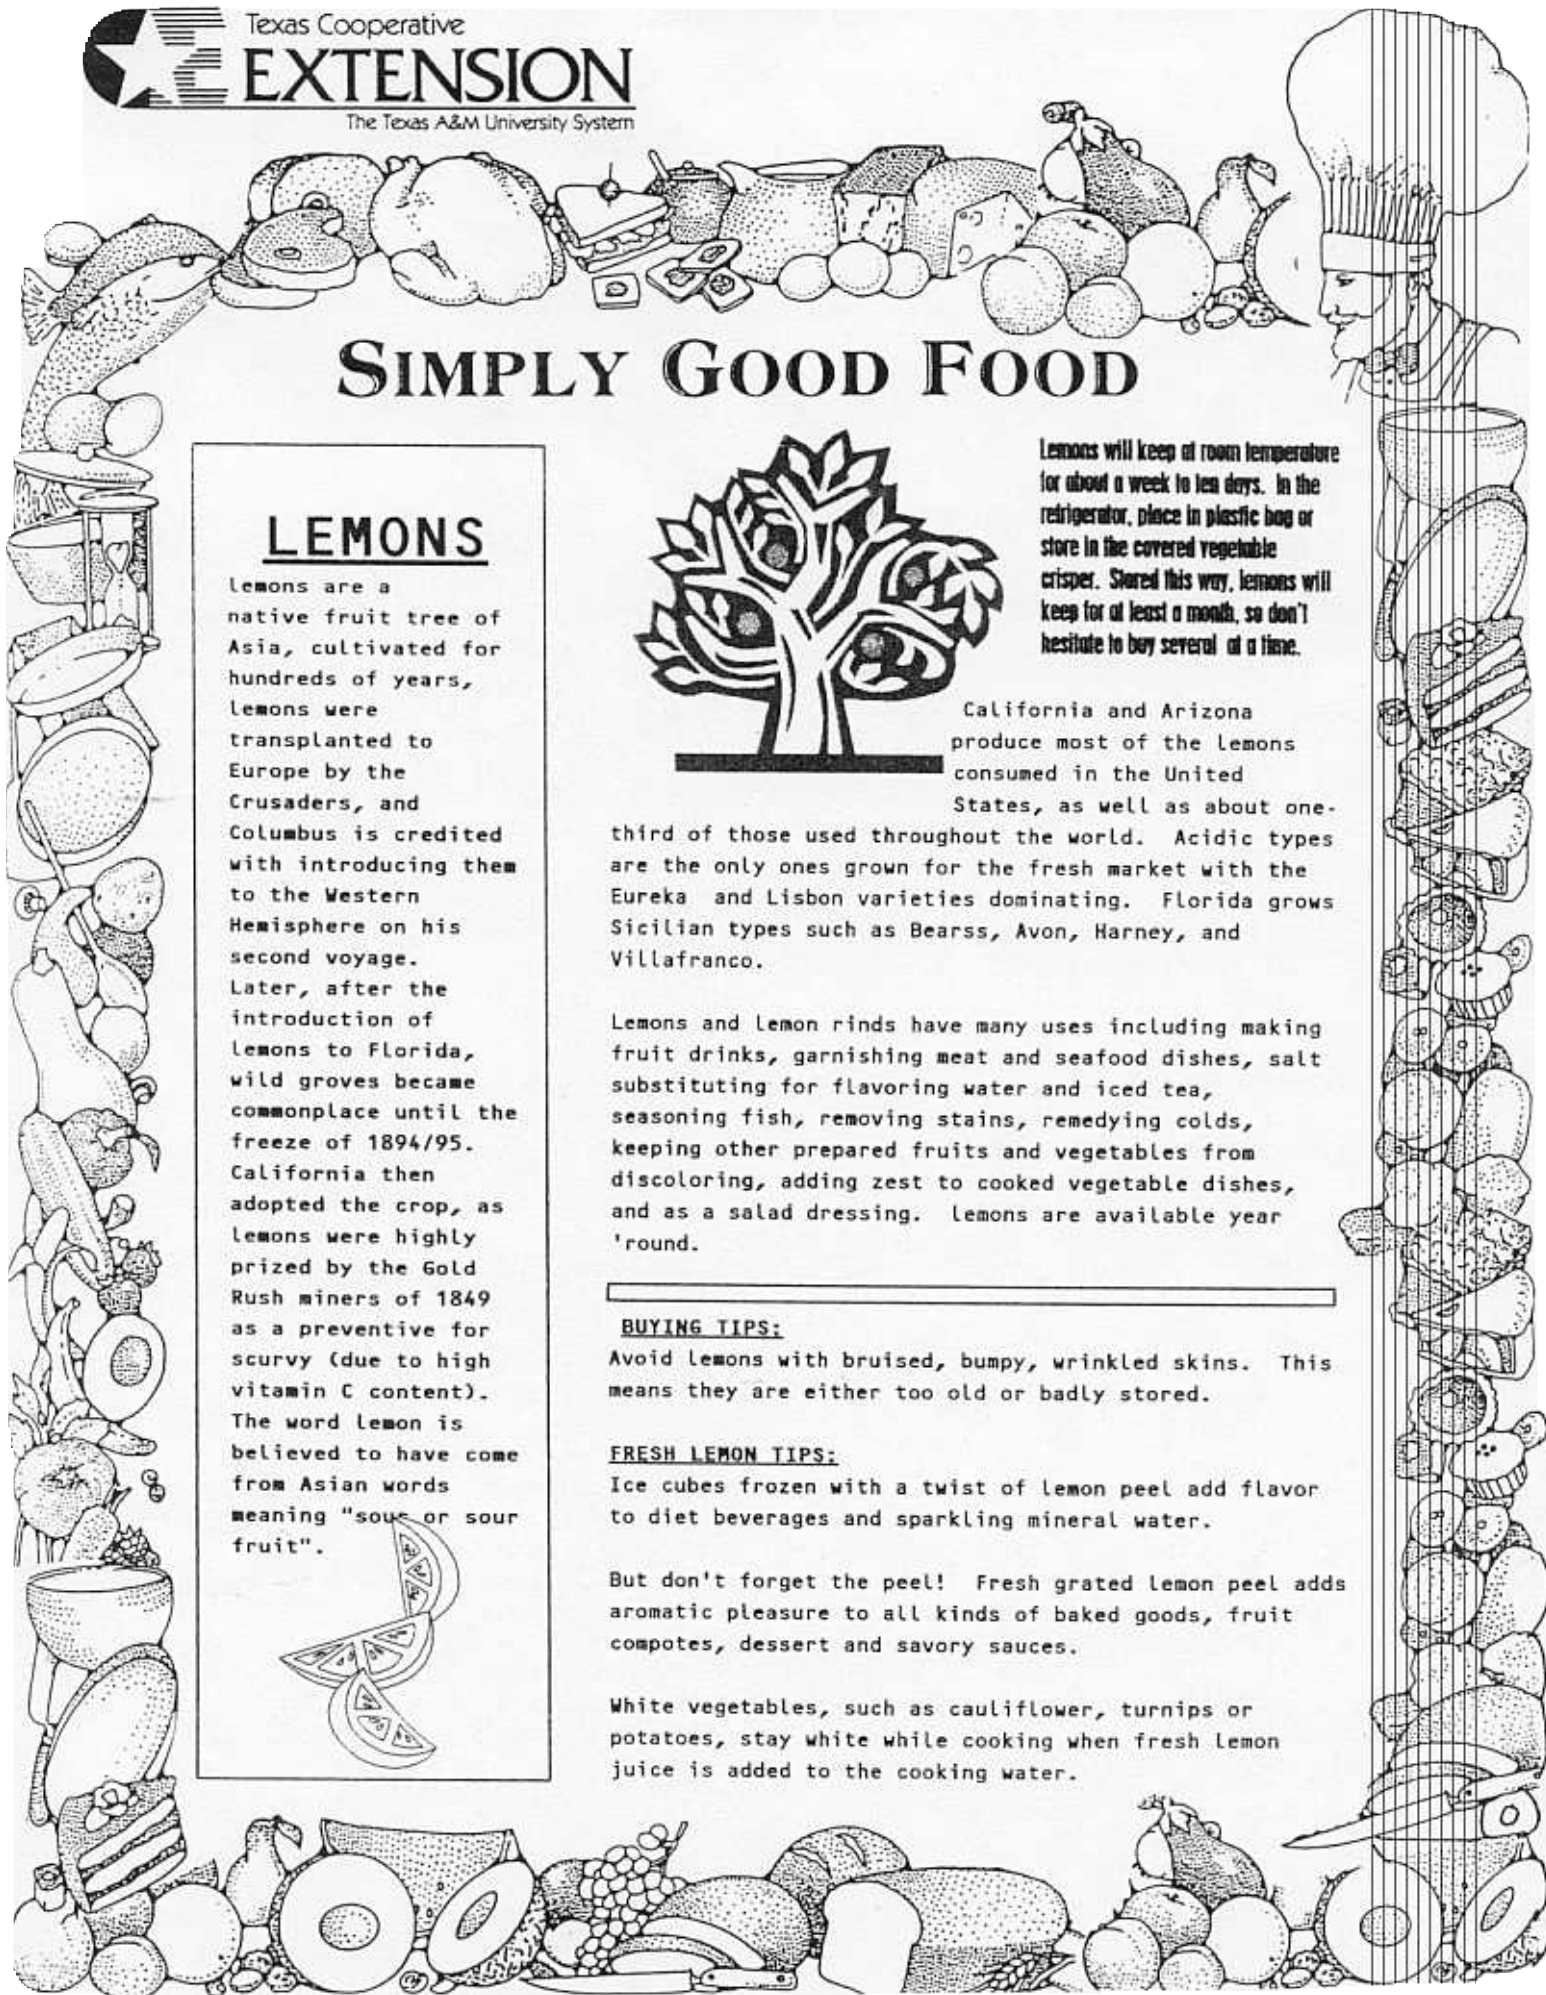 Texas Cooperative
EXTENSION
The Texas A&M University System
SIMPLY GOOD FOOD
LEMONS
Lemons are a
native fruit tree of
Asia, cultivated for
hundreds of years,
lemons were
transplanted to
Europe by the
Crusaders, and
Columbus is credited
with introducing them
to the Western
Hemisphere on his
second voyage.
Later, after the
introduction of
lemons to Florida,
wild groves became
commonplace until the
freeze of 1894/95.
California then
adopted the crop, as
lemons were highly
prized by the Gold
Rush miners of 1849
as a preventive for
scurvy (due to high
vitamin C content).
The word lemon is
believed to have come
from Asian words
meaning "sour or sour
fruit".
Lemons will keep at room temperature
for about a week to ten days. In the
refrigerator, place in plastic bag or
store in the covered vegetable
crisper. Stored this way, lemons will
keep for at least a month, so don't
hesitate to buy several at a time.
California and Arizona
produce most of the lemons
consumed in the United
States, as well as about one-
third of those used throughout the world. Acidic types
are the only ones grown for the fresh market with the
Eureka and Lisbon varieties dominating. Florida grows
Sicilian types such as Bearss, Avon, Harney, and
Villafranco.
Lemons and lemon rinds have many uses including making
fruit drinks, garnishing meat and seafood dishes, salt
substituting for flavoring water and iced tea,
seasoning fish, removing stains, remedying colds,
keeping other prepared fruits and vegetables from
discoloring, adding zest to cooked vegetable dishes,
and as a salad dressing. Lemons are available year
'round.
BUYING TIPS:
Avoid lemons with bruised, bumpy, wrinkled skins. This
means they are either too old or badly stored.
FRESH LEMON TIPS:
Ice cubes frozen with a twist of lemon peel add flavor
to diet beverages and sparkling mineral water.
But don't forget the peel! Fresh grated lemon peel adds
aromatic pleasure to all kinds of baked goods, fruit
compotes, dessert and savory sauces.
White vegetables, such as cauliflower, turnips or
potatoes, stay white while cooking when fresh lemon
juice is added to the cooking water.